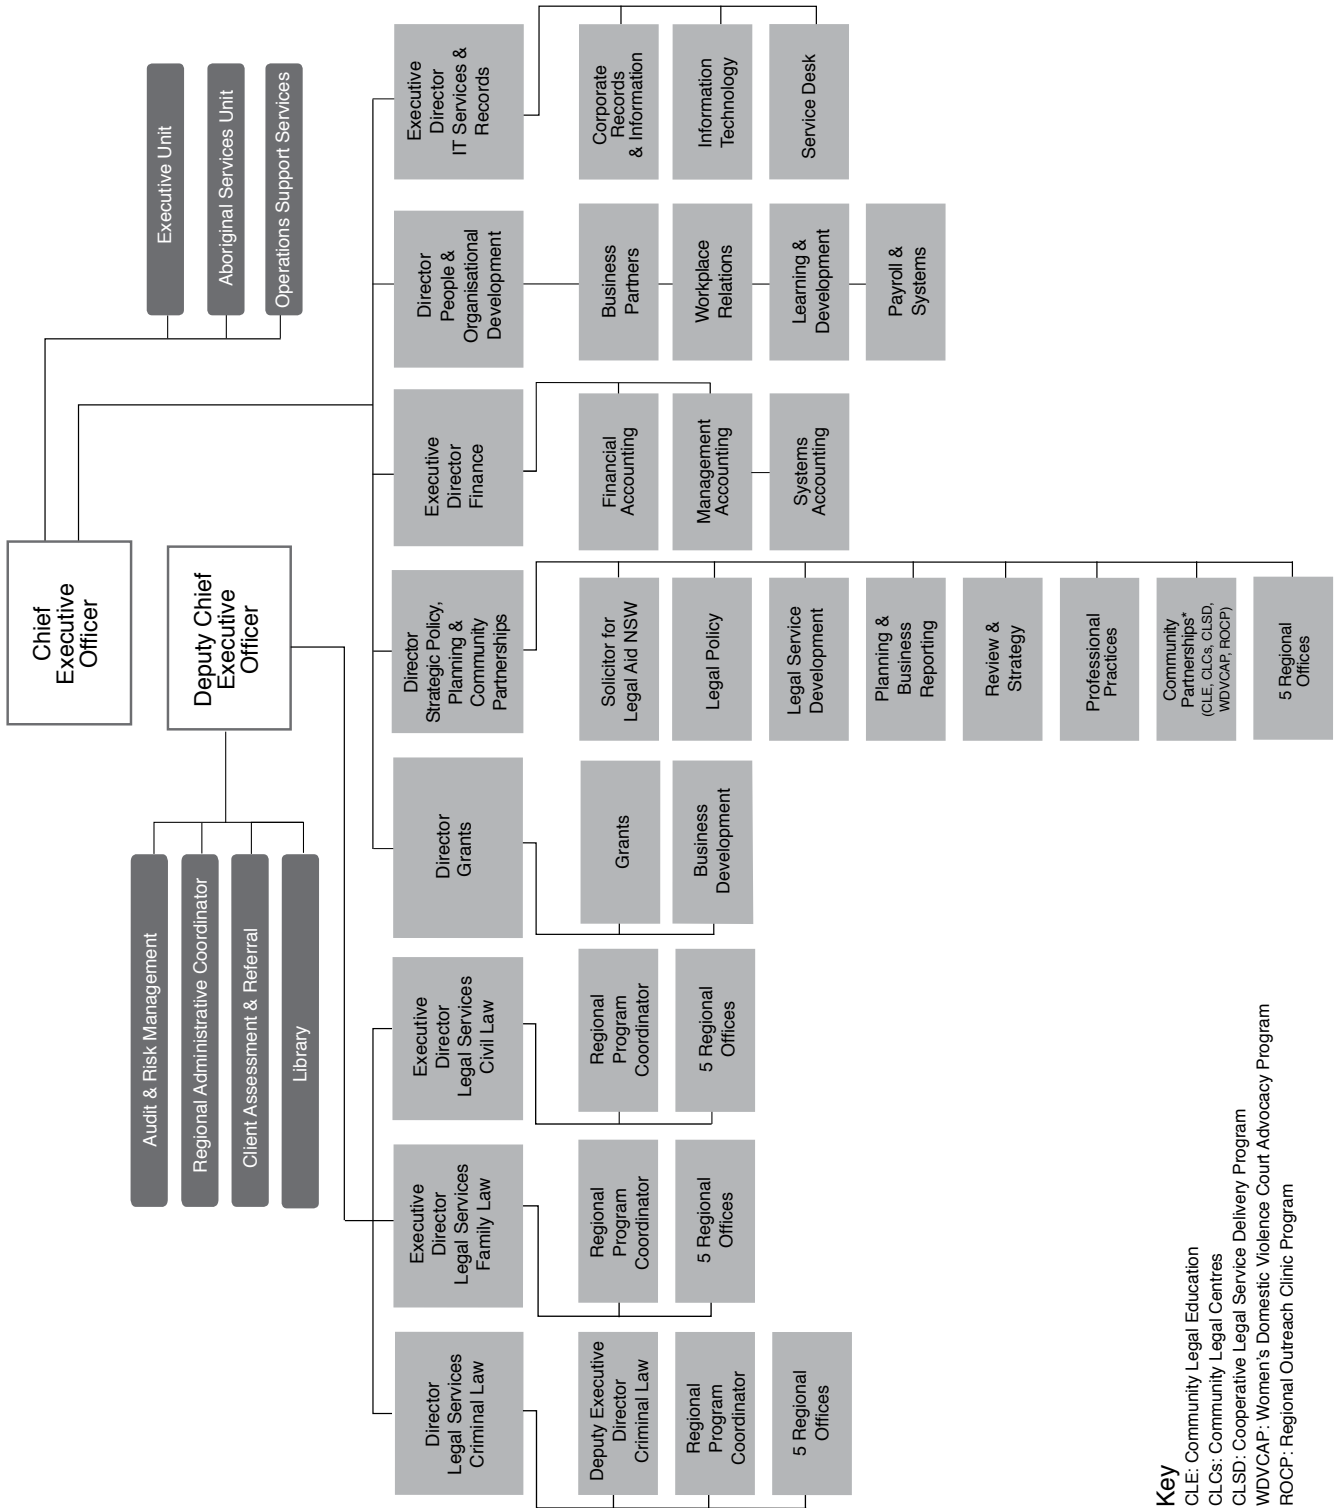 Chief
Executive
Officer
Deputy Chief
Executive
Officer
Executive Unit
Aboriginal Services Unit
Operations Support Services
Audit & Risk Management
Regional Administrative Coordinator
Client Assessment & Referral
Library
Director
Legal Services
Criminal Law
Deputy Executive
Director
Criminal Law
Regional
Program
Coordinator
5 Regional
Offices
Executive
Director
Legal Services
Family Law
Regional
Program
Coordinator
5 Regional
Offices
Executive
Director
Legal Services
Civil Law
Regional
Program
Coordinator
5 Regional
Offices
Director
Grants
Grants
Business
Development
Director
Strategic Policy,
Planning &
Community
Partnerships
Solicitor for
Legal Aid NSW
Legal Policy
Legal Service
Development
Planning &
Business
Reporting
Review &
Strategy
Professional
Practices
Community
Partnerships*
(CLE, CLCs, CLSD,
WDVCAP, ROCP)
5 Regional
Offices
Executive
Director
Finance
Financial
Accounting
Management
Accounting
Systems
Accounting
Director
People &
Organisational
Development
Business
Partners
Workplace
Relations
Learning &
Development
Payroll &
Systems
Executive
Director
IT Services &
Records
Corporate
Records
& Information
Information
Technology
Service Desk
Key
CLE: Community Legal Education
CLCs: Community Legal Centres
CLSD: Cooperative Legal Service Delivery Program
WDVCAP: Women's Domestic Violence Court Advocacy Program
ROCP: Regional Outreach Clinic Program